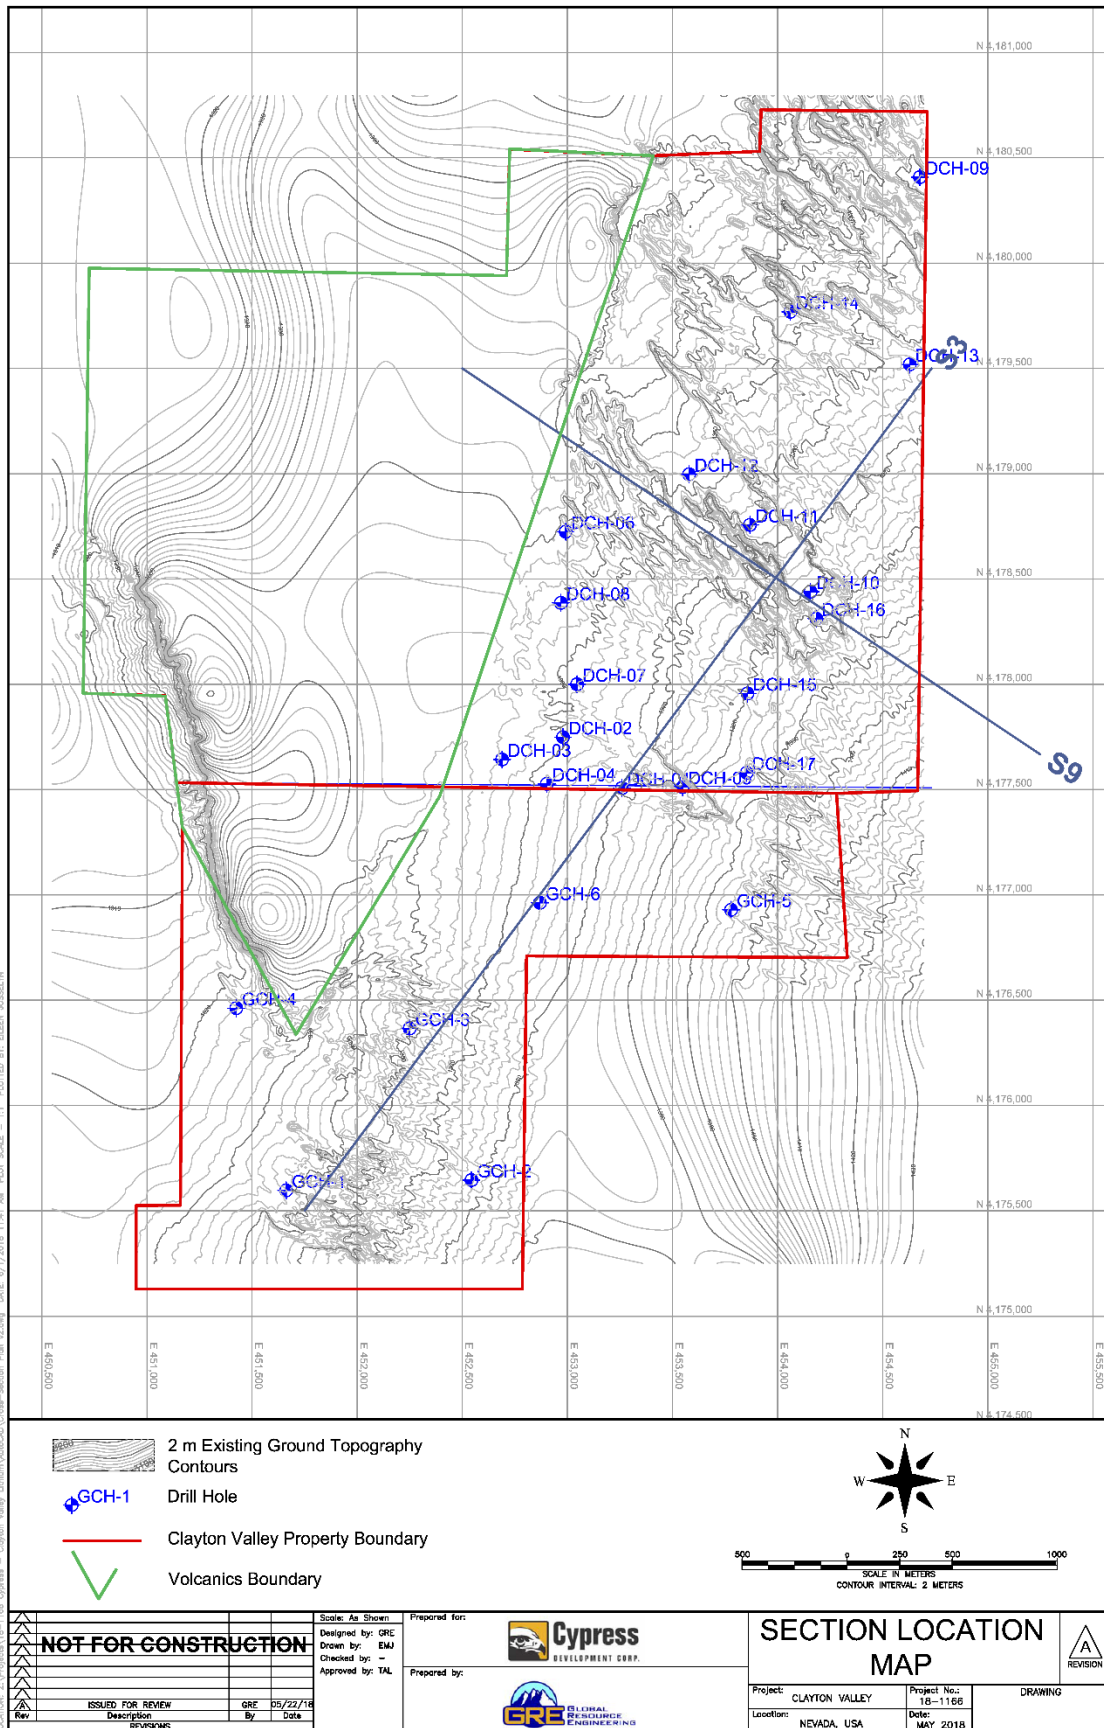 N 4,181,000
N 4,180,500
DCH-09
N 4,180,000
DCH-14
N 4,179,500
DCH-13
S3
N 4,179,000
DCH-12
DCH-11
DCH-06
N 4,178,500
DCH-10
DCH-08
DCH-16
N 4,178,000
DCH-07
DCH-15
DCH-02
DCH-03
S9
DCH-17
DCH-04
N 4,177,500
N 4,177,000
GCH-6
GCH-5
N 4,176,500
GCH-4
GCH-3
N 4,176,000
GCH-2
GCH-1
N 4,175,500
N 4,175,000
E 450,500
E 451,000
E 451,500
E 452,000
E 452,500
E 453,000
E 453,500
E 454,000
E 454,500
E 455,000
E 455,500
N 4,174,500
2 m Existing Ground Topography
Contours
GCH-1 Drill Hole
Clayton Valley Property Boundary
Volcanics Boundary
N
W E
S
500 0 250 500 1000
SCALE IN METERS
CONTOUR INTERVAL: 2 METERS
NOT FOR CONSTRUCTION
A ISSUED FOR REVIEW GRE 05/22/18
Rev Description By Date
REVISIONS
Scale: As Shown
Designed by: GRE
Drawn by: EMJ
Checked by: –
Approved by: TAL
Prepared for:
Cypress
DEVELOPMENT CORP.
Prepared by:
GRE GLOBAL
RESOURCE
ENGINEERING
SECTION LOCATION
MAP
A
REVISION
Project: CLAYTON VALLEY
Project No.: 18-1166
DRAWING
Location: NEVADA, USA
Date: MAY 2018